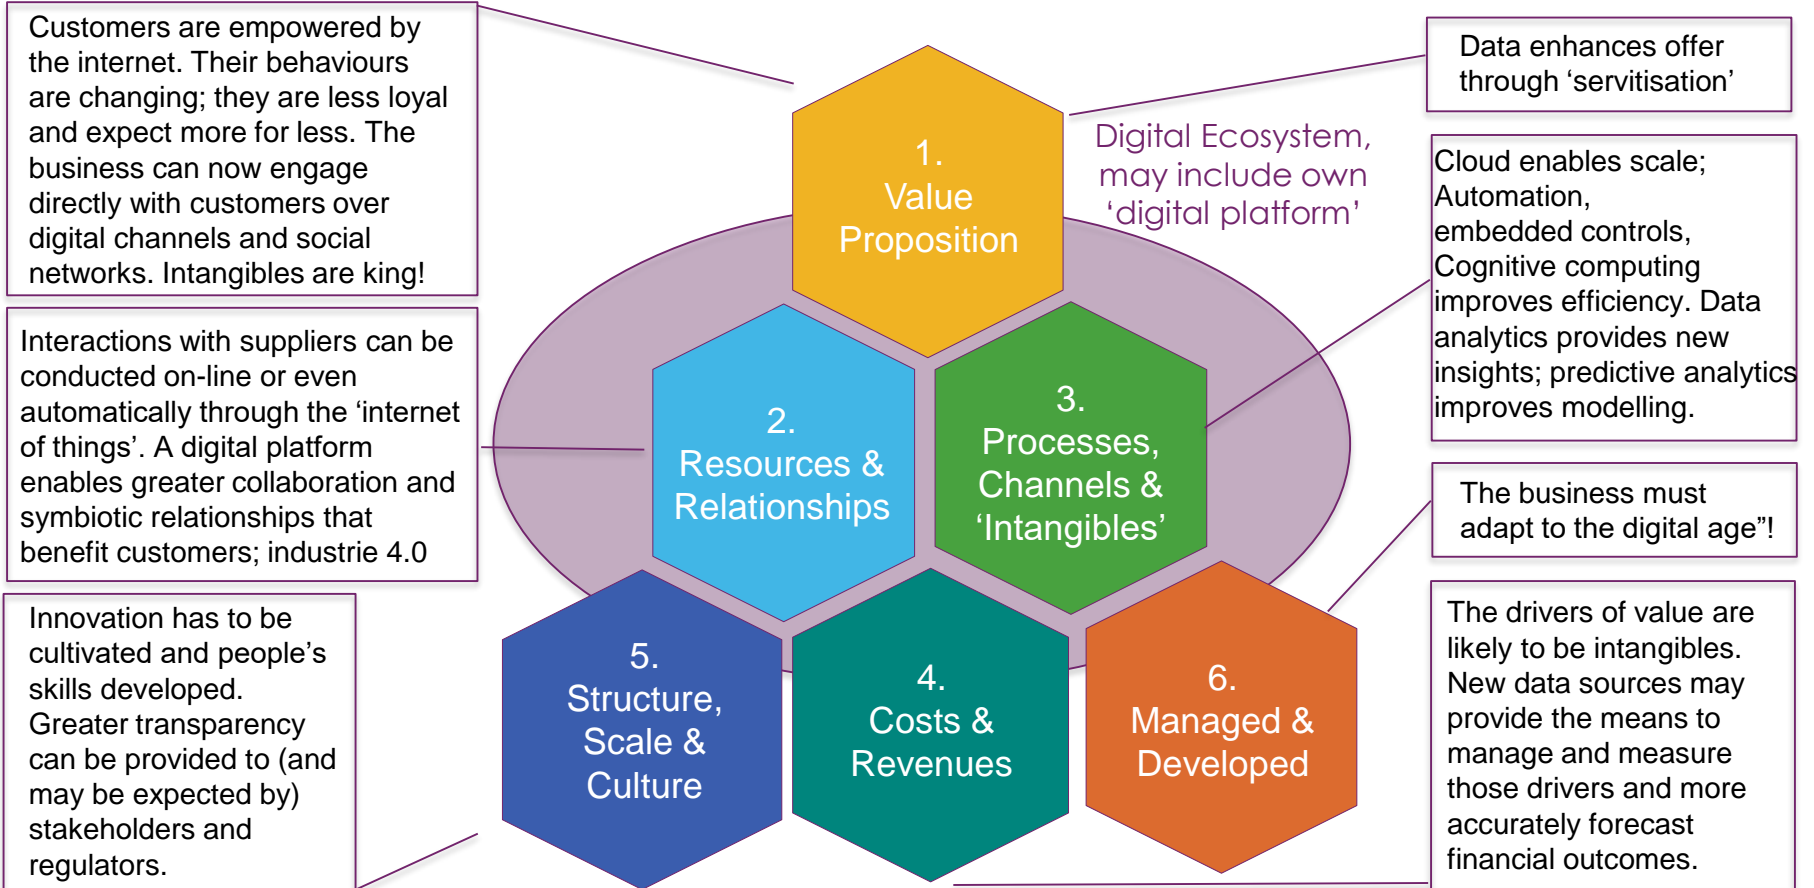 Customers are empowered by
the internet. Their behaviours
are changing; they are less loyal
and expect more for less. The
business can now engage
directly with customers over
digital channels and social
networks. Intangibles are king!
Interactions with suppliers can be
conducted on-line or even
automatically through the ‘internet
of things’. A digital platform
enables greater collaboration and
symbiotic relationships that
benefit customers; industrie 4.0
Innovation has to be
cultivated and people’s
skills developed.
Greater transparency
can be provided to (and
may be expected by)
stakeholders and
regulators.
1.
Value
Proposition
Digital Ecosystem,
may include own
‘digital platform’
2.
Resources &
Relationships
3.
Processes,
Channels &
‘Intangibles’
5.
Structure,
Scale &
Culture
4.
Costs &
Revenues
6.
Managed &
Developed
Data enhances offer
through ‘servitisation’
Cloud enables scale;
Automation,
embedded controls,
Cognitive computing
improves efficiency. Data
analytics provides new
insights; predictive analytics
improves modelling.
The business must
adapt to the digital age”!
The drivers of value are
likely to be intangibles.
New data sources may
provide the means to
manage and measure
those drivers and more
accurately forecast
financial outcomes.